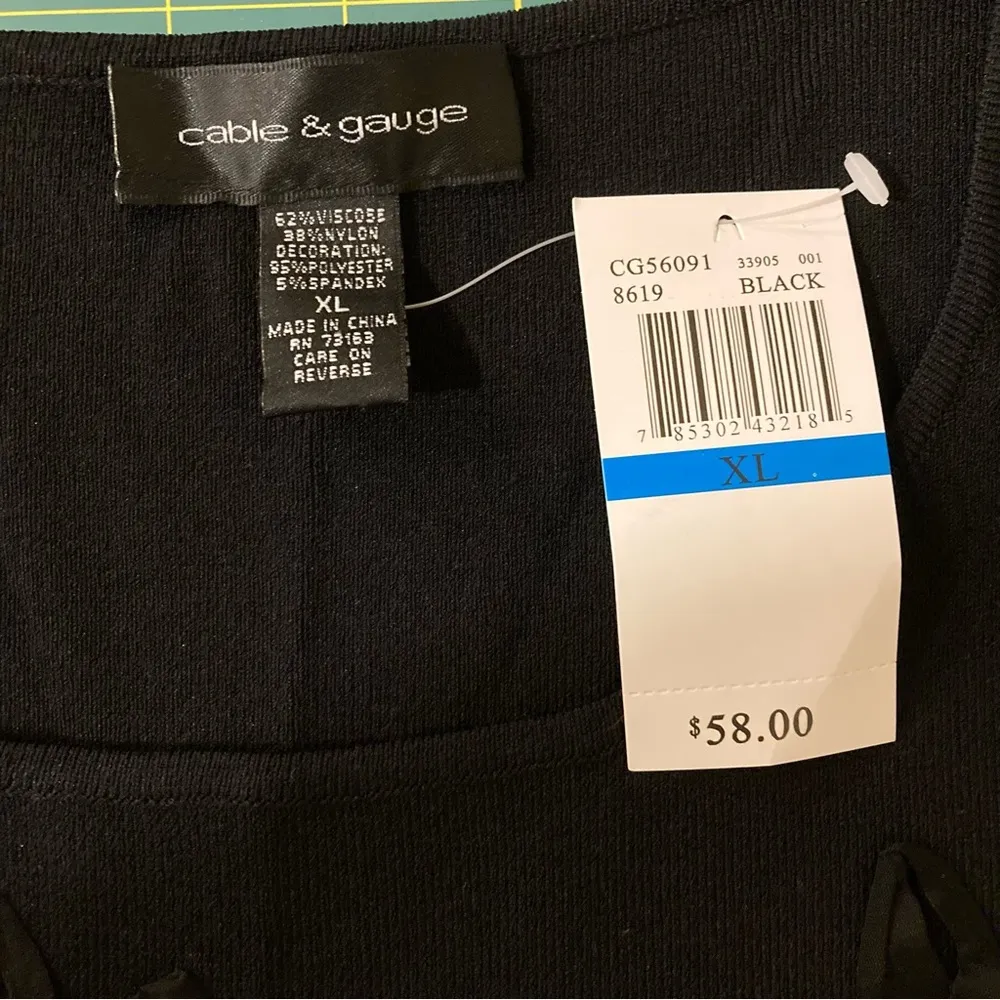 cable & gauge
62%VISCOSE
38%NYLON
DECORATION:
95%POLYESTER
5%SPANDEX
XL
MADE IN CHINA
RN 73163
CARE ON
REVERSE
CG56091 33905 001
8619 BLACK
7 85302 43218 5
XL
$58.00